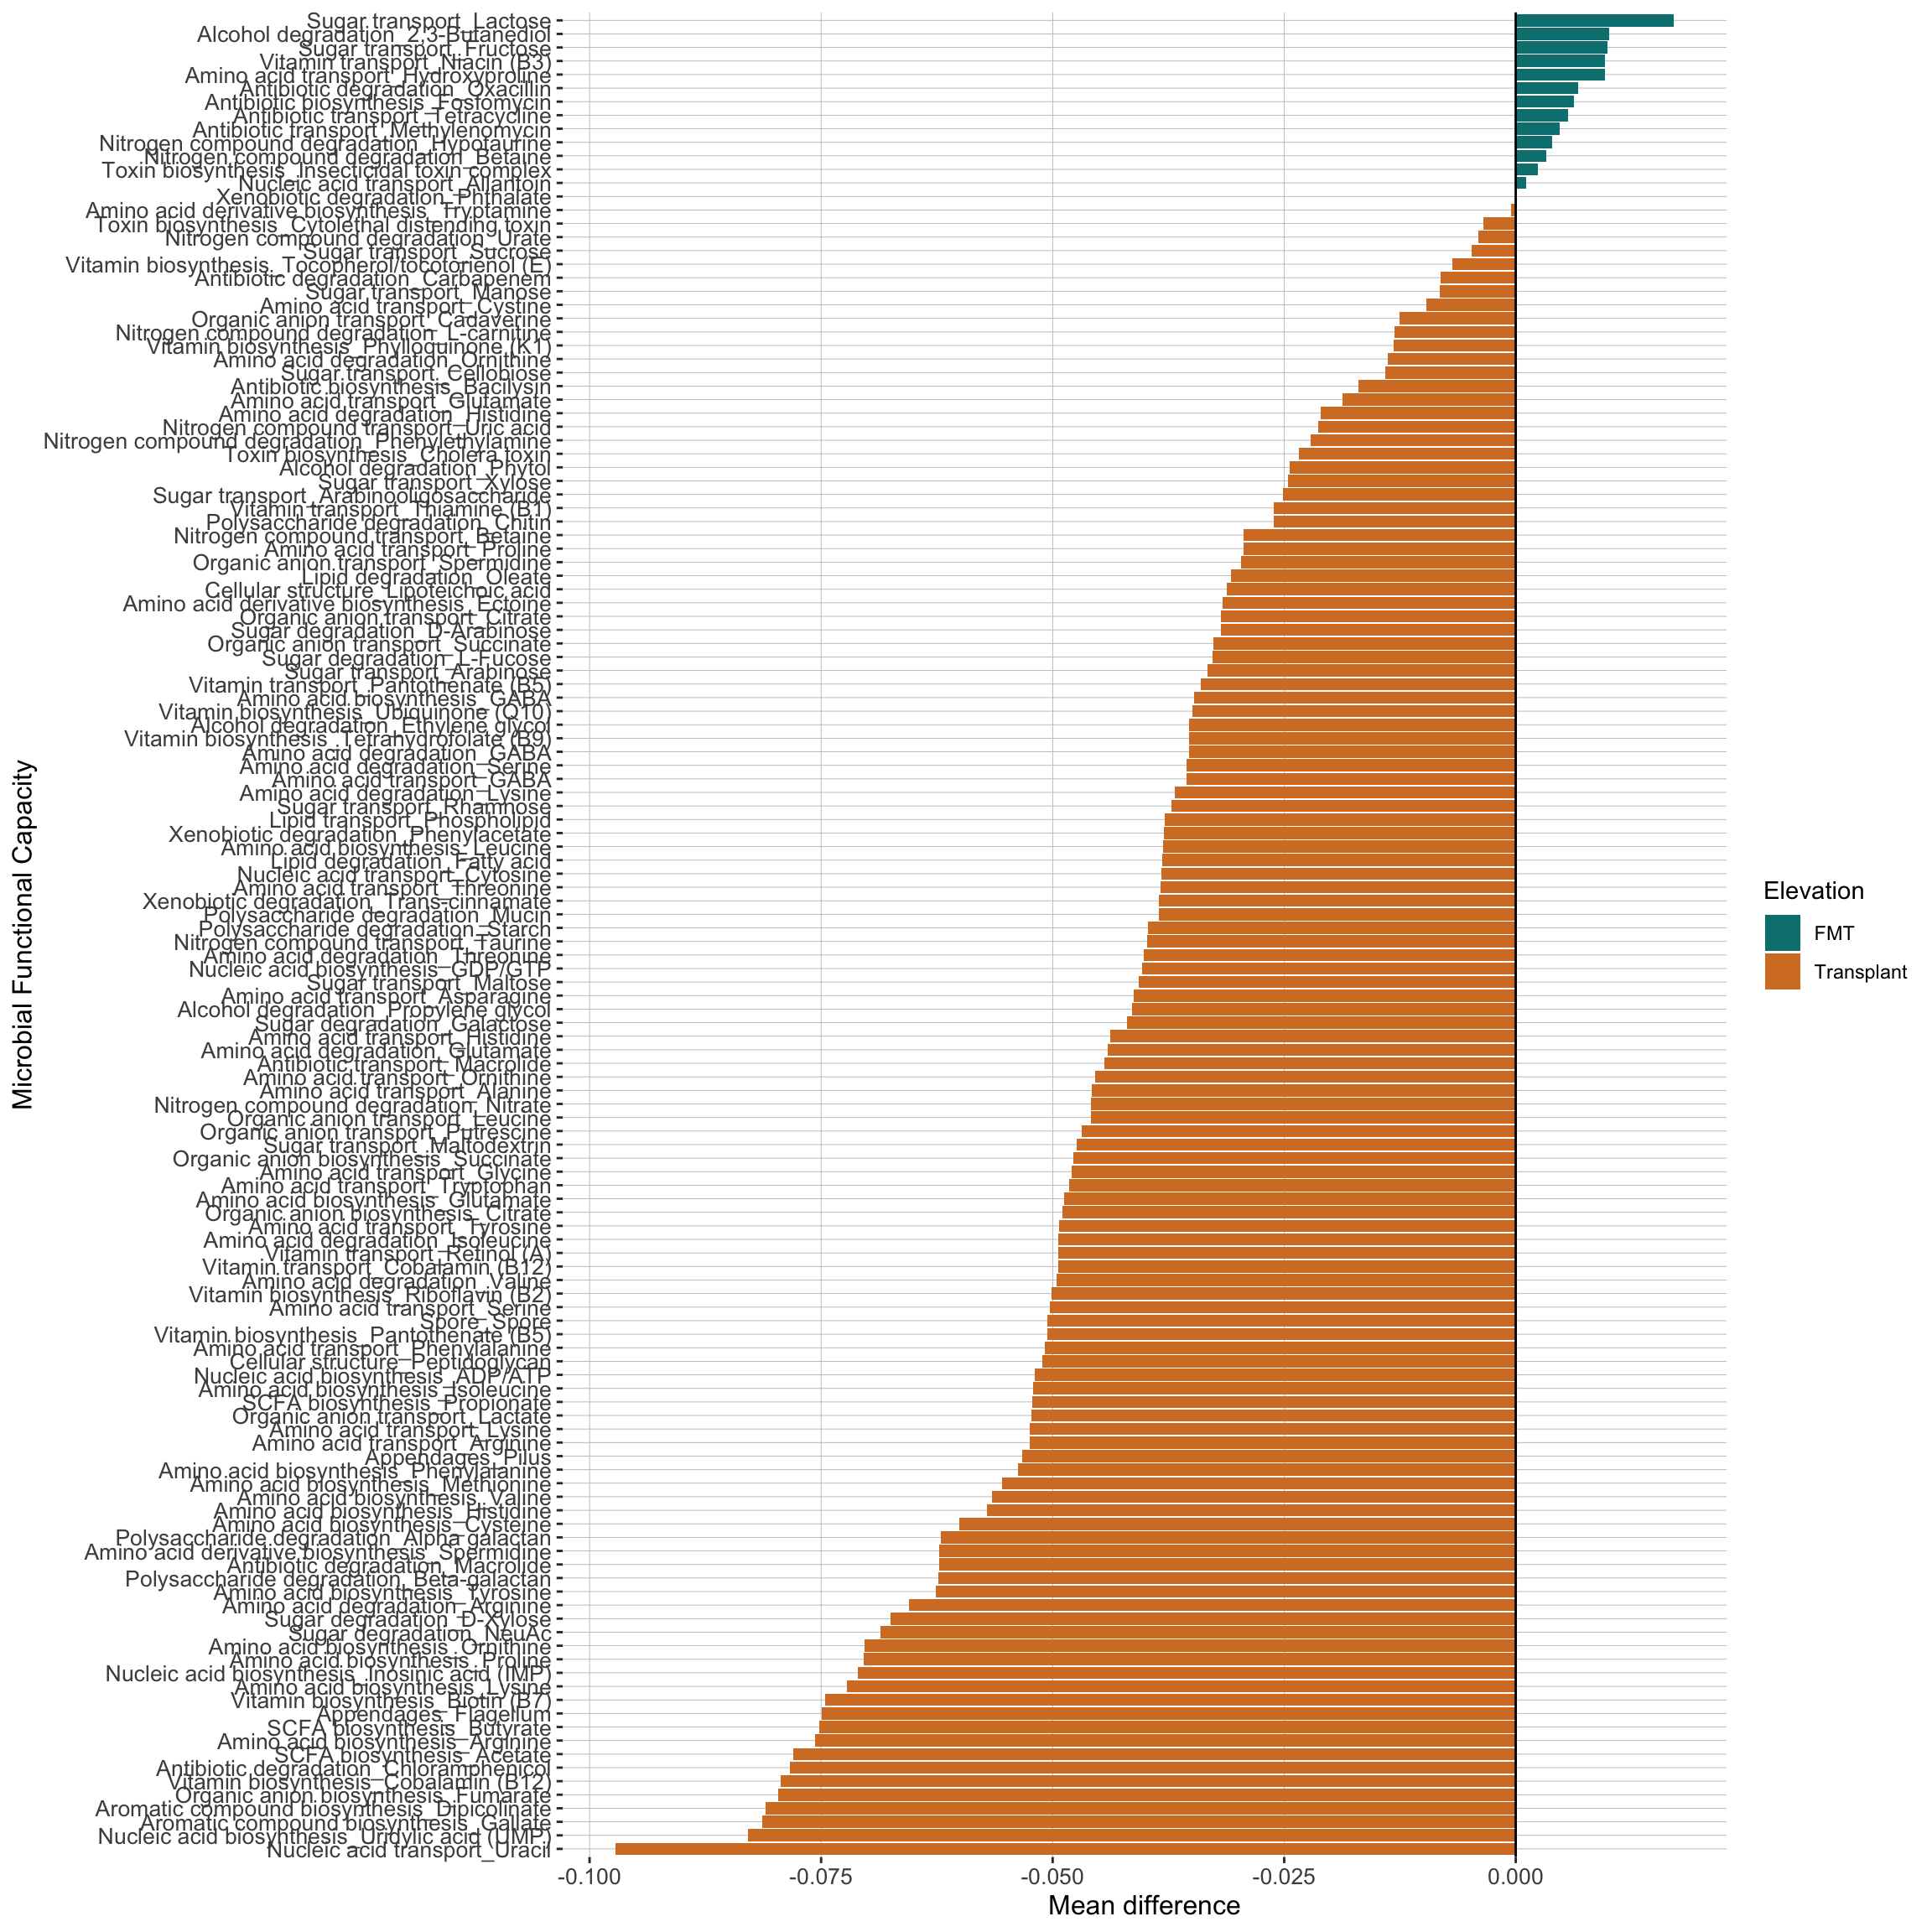 Sugar transport_Lactose
Alcohol degradation_2,3-Butanediol
Sugar transport_Fructose
Vitamin transport_Niacin (B3)
Amino acid transport_Hydroxyproline
Antibiotic degradation_Oxacillin
Antibiotic biosynthesis_Fosfomycin
Antibiotic transport_Tetracycline
Antibiotic transport_Methylenomycin
Nitrogen compound degradation_Hypotaurine
Nitrogen compound degradation_Betaine
Toxin biosynthesis_Insecticidal toxin complex
Nucleic acid transport_Allantoin
Xenobiotic degradation_Phthalate
Amino acid derivative biosynthesis_Tryptamine
Toxin biosynthesis_Cytolethal distending toxin
Nitrogen compound degradation_Urate
Sugar transport_Sucrose
Vitamin biosynthesis_Tocopherol/tocotorienol (E)
Antibiotic degradation_Carbapenem
Sugar transport_Manose
Amino acid transport_Cystine
Organic anion transport_Cadaverine
Nitrogen compound degradation_L-carnitine
Vitamin biosynthesis_Phylloquinone (K1)
Amino acid degradation_Ornithine
Sugar transport_Cellobiose
Antibiotic biosynthesis_Bacilysin
Amino acid transport_Glutamate
Amino acid degradation_Histidine
Nitrogen compound transport_Uric acid
Nitrogen compound degradation_Phenylethylamine
Toxin biosynthesis_Cholera toxin
Alcohol degradation_Phytol
Sugar transport_Xylose
Sugar transport_Arabinooligosaccharide
Vitamin transport_Thiamine (B1)
Polysaccharide degradation_Chitin
Nitrogen compound transport_Betaine
Amino acid transport_Proline
Organic anion transport_Spermidine
Lipid degradation_Oleate
Cellular structure_Lipoteichoic acid
Amino acid derivative biosynthesis_Ectoine
Organic anion transport_Citrate
Sugar degradation_D-Arabinose
Organic anion transport_Succinate
Sugar degradation_L-Fucose
Sugar transport_Arabinose
Vitamin transport_Pantothenate (B5)
Amino acid biosynthesis_GABA
Vitamin biosynthesis_Ubiquinone (Q10)
Alcohol degradation_Ethylene glycol
Vitamin biosynthesis_Tetrahydrofolate (B9)
Amino acid degradation_GABA
Amino acid degradation_Serine
Amino acid transport_GABA
Amino acid degradation_Lysine
Sugar transport_Rhamnose
Lipid transport_Phospholipid
Xenobiotic degradation_Phenylacetate
Amino acid biosynthesis_Leucine
Lipid degradation_Fatty acid
Nucleic acid transport_Cytosine
Amino acid transport_Threonine
Xenobiotic degradation_Trans-cinnamate
Polysaccharide degradation_Mucin
Polysaccharide degradation_Starch
Nitrogen compound transport_Taurine
Amino acid degradation_Threonine
Nucleic acid biosynthesis_GDP/GTP
Sugar transport_Maltose
Amino acid transport_Asparagine
Alcohol degradation_Propylene glycol
Sugar degradation_Galactose
Amino acid transport_Histidine
Amino acid degradation_Glutamate
Antibiotic transport_Macrolide
Amino acid transport_Ornithine
Amino acid transport_Alanine
Nitrogen compound degradation_Nitrate
Organic anion transport_Leucine
Organic anion transport_Putrescine
Sugar transport_Maltodextrin
Organic anion biosynthesis_Succinate
Amino acid transport_Glycine
Amino acid transport_Tryptophan
Amino acid biosynthesis_Glutamate
Organic anion biosynthesis_Citrate
Amino acid transport_Tyrosine
Amino acid degradation_Isoleucine
Vitamin transport_Retinol (A)
Vitamin transport_Cobalamin (B12)
Amino acid degradation_Valine
Vitamin biosynthesis_Riboflavin (B2)
Amino acid transport_Serine
Spore_Spore
Vitamin biosynthesis_Pantothenate (B5)
Amino acid transport_Phenylalanine
Cellular structure_Peptidoglycan
Nucleic acid biosynthesis_ADP/ATP
Amino acid biosynthesis_Isoleucine
SCFA biosynthesis_Propionate
Organic anion transport_Lactate
Amino acid transport_Lysine
Amino acid transport_Arginine
Appendages_Pilus
Amino acid biosynthesis_Phenylalanine
Amino acid biosynthesis_Methionine
Amino acid biosynthesis_Valine
Amino acid biosynthesis_Histidine
Amino acid biosynthesis_Cysteine
Polysaccharide degradation_Alpha galactan
Amino acid derivative biosynthesis_Spermidine
Antibiotic degradation_Macrolide
Polysaccharide degradation_Beta-galactan
Amino acid biosynthesis_Tyrosine
Amino acid degradation_Arginine
Sugar degradation_D-Xylose
Sugar degradation_NeuAc
Amino acid biosynthesis_Ornithine
Amino acid biosynthesis_Proline
Nucleic acid biosynthesis_Inosinic acid (IMP)
Amino acid biosynthesis_Lysine
Vitamin biosynthesis_Biotin (B7)
Appendages_Flagellum
SCFA biosynthesis_Butyrate
Amino acid biosynthesis_Arginine
SCFA biosynthesis_Acetate
Antibiotic degradation_Chloramphenicol
Vitamin biosynthesis_Cobalamin (B12)
Organic anion biosynthesis_Fumarate
Aromatic compound biosynthesis_Dipicolinate
Aromatic compound biosynthesis_Gallate
Nucleic acid biosynthesis_Uridylic acid (UMP)
Nucleic acid transport_Uracil
Microbial Functional Capacity
-0.100
-0.075
-0.050
-0.025
0.000
Mean difference
Elevation
FMT
Transplant